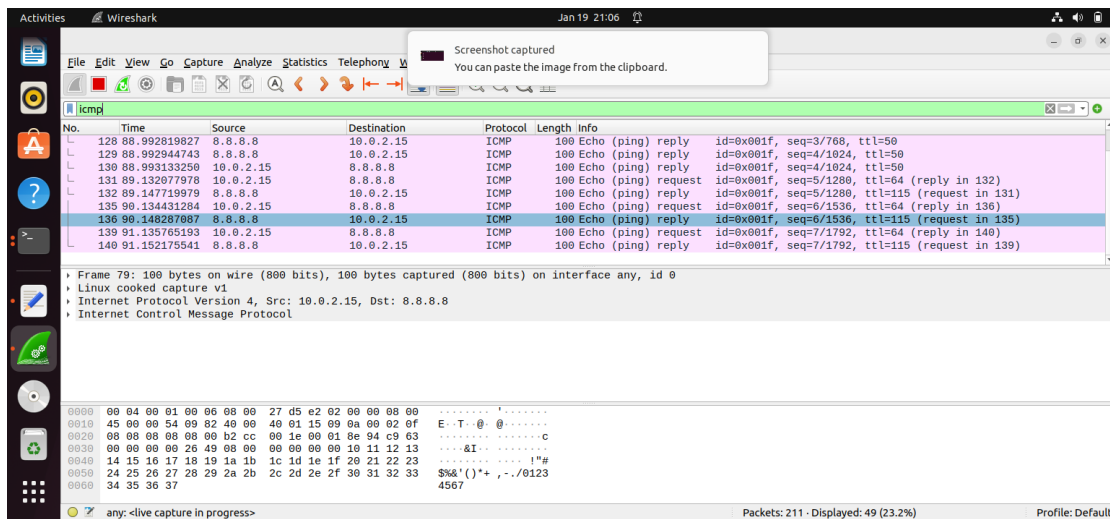 Activities Wireshark Jan 19 21:06
Screenshot captured
You can paste the image from the clipboard.
File Edit View Go Capture Analyze Statistics Telephony W
icmp
No. Time Source Destination Protocol Length Info
128 88.992819827 8.8.8.8 10.0.2.15 ICMP 100 Echo (ping) reply id=0x001f, seq=3/768, ttl=50
129 88.992944743 8.8.8.8 10.0.2.15 ICMP 100 Echo (ping) reply id=0x001f, seq=4/1024, ttl=50
130 88.993133250 10.0.2.15 8.8.8.8 ICMP 100 Echo (ping) reply id=0x001f, seq=4/1024, ttl=50
131 89.132077978 10.0.2.15 8.8.8.8 ICMP 100 Echo (ping) request id=0x001f, seq=5/1280, ttl=64 (reply in 132)
132 89.147719979 8.8.8.8 10.0.2.15 ICMP 100 Echo (ping) reply id=0x001f, seq=5/1280, ttl=115 (request in 131)
135 90.134431284 10.0.2.15 8.8.8.8 ICMP 100 Echo (ping) request id=0x001f, seq=6/1536, ttl=64 (reply in 136)
136 90.148287087 8.8.8.8 10.0.2.15 ICMP 100 Echo (ping) reply id=0x001f, seq=6/1536, ttl=115 (request in 135)
139 91.135765193 10.0.2.15 8.8.8.8 ICMP 100 Echo (ping) request id=0x001f, seq=7/1792, ttl=64 (reply in 140)
140 91.152175541 8.8.8.8 10.0.2.15 ICMP 100 Echo (ping) reply id=0x001f, seq=7/1792, ttl=115 (request in 139)
Frame 79: 100 bytes on wire (800 bits), 100 bytes captured (800 bits) on interface any, id 0
Linux cooked capture v1
Internet Protocol Version 4, Src: 10.0.2.15, Dst: 8.8.8.8
Internet Control Message Protocol
0000 00 04 00 01 00 06 08 00 27 d5 e2 02 00 00 08 00 ········ '·······
0010 45 00 00 54 09 82 40 00 40 01 15 09 0a 00 02 0f E··T··@· @·······
0020 08 08 08 08 08 00 b2 cc 00 1e 00 01 8e 94 c9 63 ········ ·······c
0030 00 00 00 00 26 49 08 00 00 00 00 00 10 11 12 13 ····&I·· ········
0040 14 15 16 17 18 19 1a 1b 1c 1d 1e 1f 20 21 22 23 ········ ···· !"#
0050 24 25 26 27 28 29 2a 2b 2c 2d 2e 2f 30 31 32 33 $%&'()*+ ,-./0123
0060 34 35 36 37 4567
any: <live capture in progress> Packets: 211 · Displayed: 49 (23.2%) Profile: Default